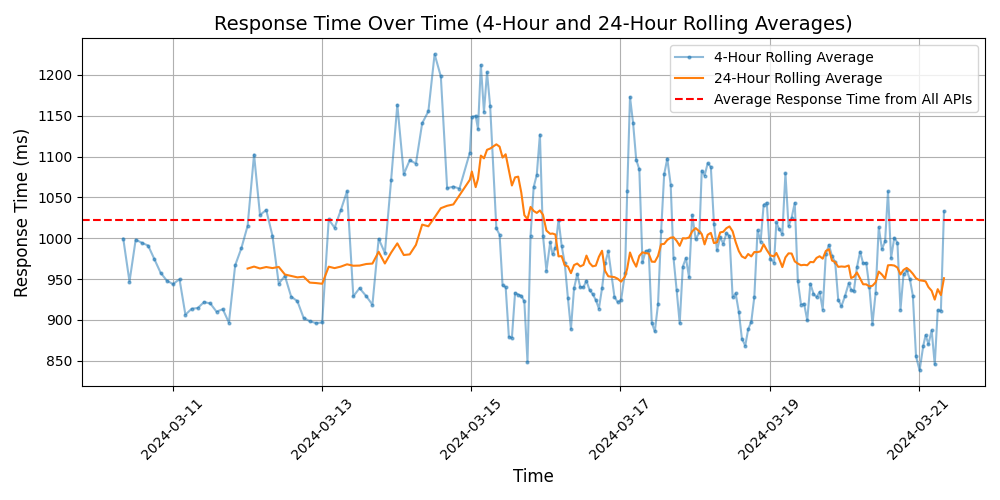 Response Time Over Time (4-Hour and 24-Hour Rolling Averages)
4-Hour Rolling Average
24-Hour Rolling Average
Average Response Time from All APIs
Response Time (ms)
1200
1150
1100
1050
1000
950
900
850
2024-03-11
2024-03-13
2024-03-15
2024-03-17
2024-03-19
2024-03-21
Time